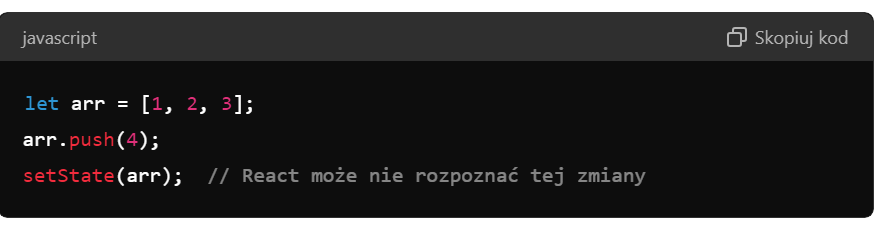 javascript
Skopiuj kod
let arr = [1, 2, 3];
arr.push(4);
setState(arr);  // React może nie rozpoznać tej zmiany